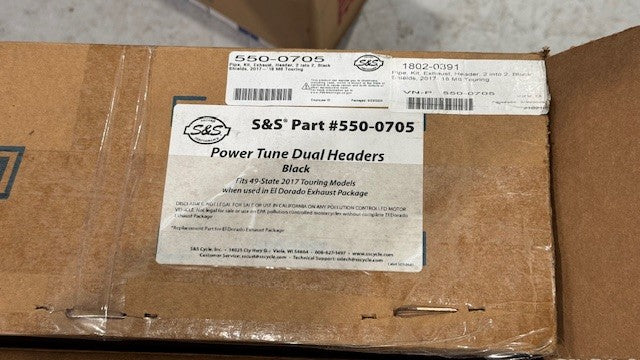 550-0705
Pipe, Kit, Exhaust, Header, 2 into 2, Black
Shields, 2017 - 18 M8 Touring
S&S
1802-0391
Pipe, Kit, Exhaust, Header, 2 into 2, Black
Shields, 2017 18 M8 Touring
VN-P 550-0705
S&S
S&S® Part #550-0705
Power Tune Dual Headers
Black
Fits 49-State 2017 Touring Models
when used in El Dorado Exhaust Package
NOT LEGAL FOR SALE OR USE IN CALIFORNIA ON ANY POLLUTION CONTROLLED MOTOR
VEHICLE. Not legal for sale or use on EPA pollution controlled motorcycles without complete El Dorado
Exhaust Package
*Replacement Part for El Dorado Exhaust Package
S&S Cycle, Inc. - 14025 Cty Hwy G - Viola, WI 54664 - 608-627-1497 - www.sscycle.com
Customer Service: sscust@sscycle.com - Technical Support: sstech@sscycle.com